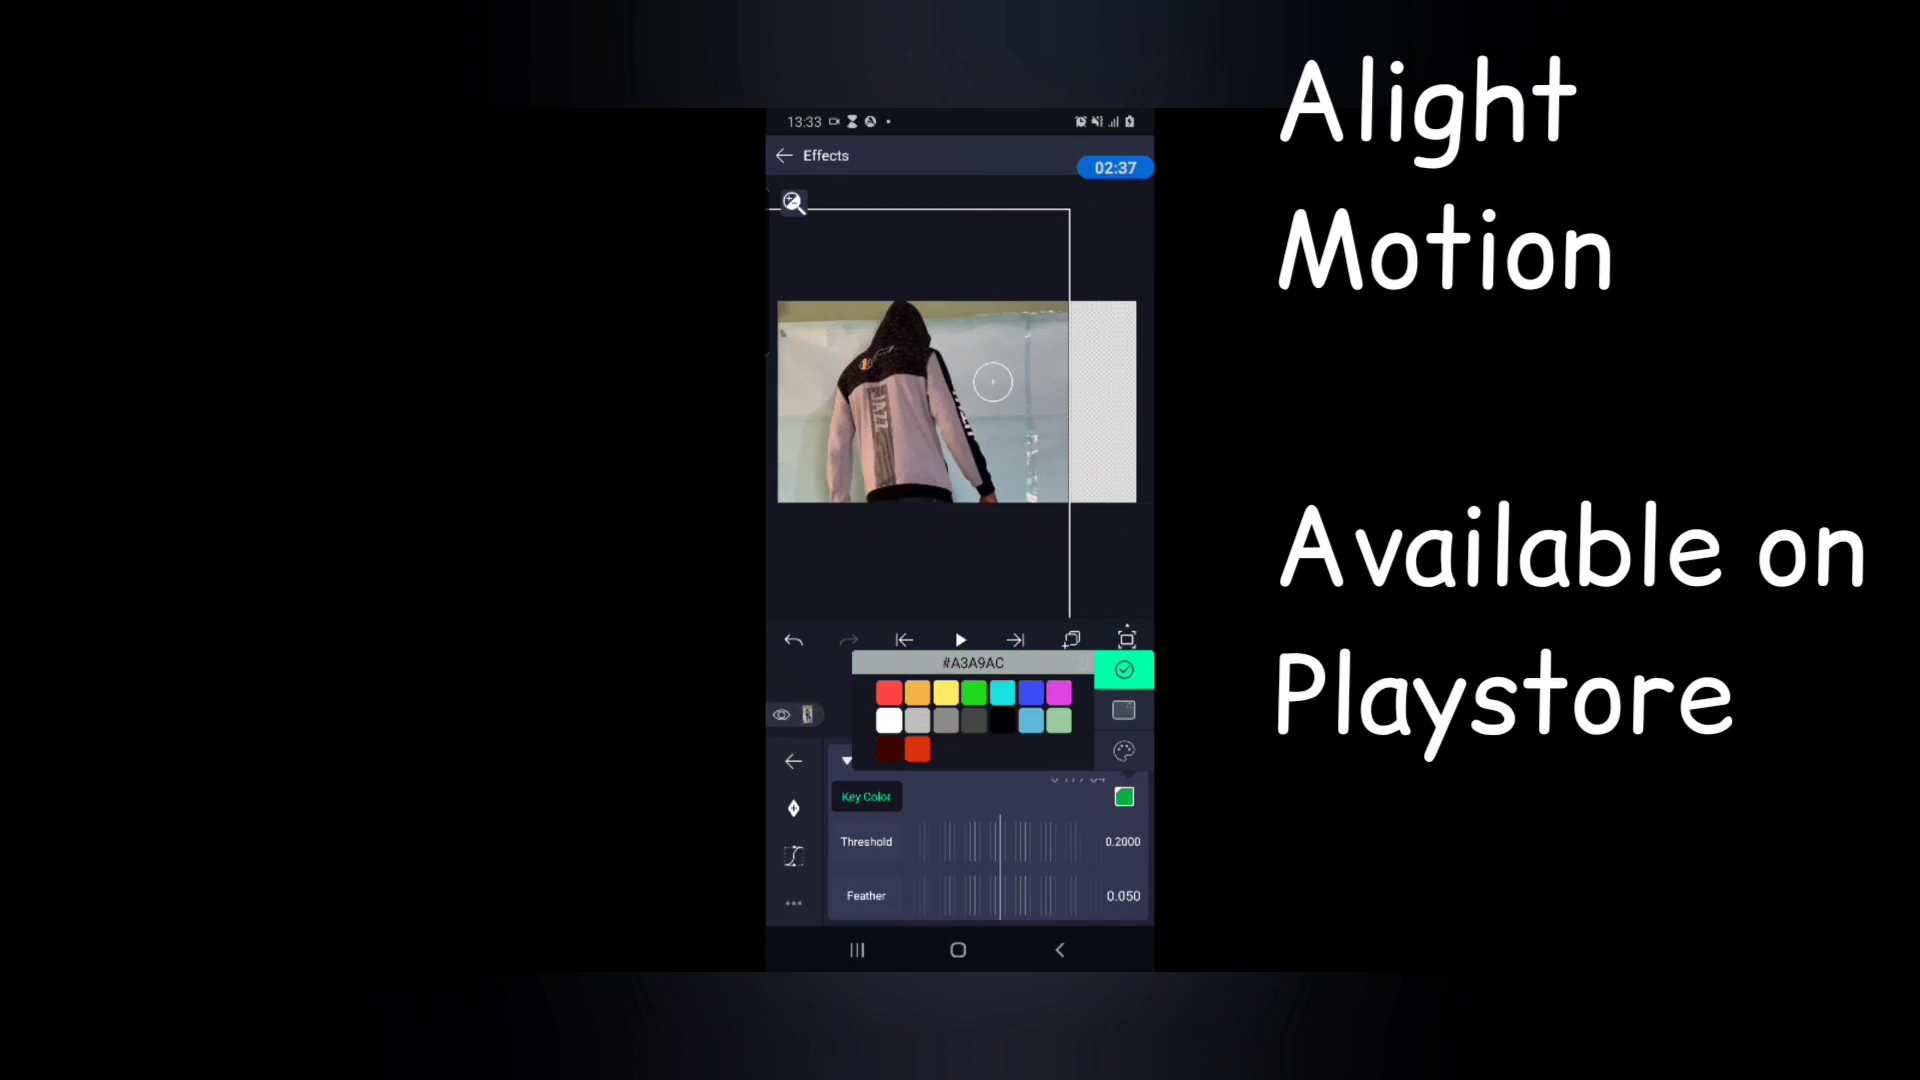 Alight
Motion
Available on
Playstore
13:33
Effects
02:37
JAZZ
#A3A9AC
Key Color
Threshold
0.2000
Feather
0.050